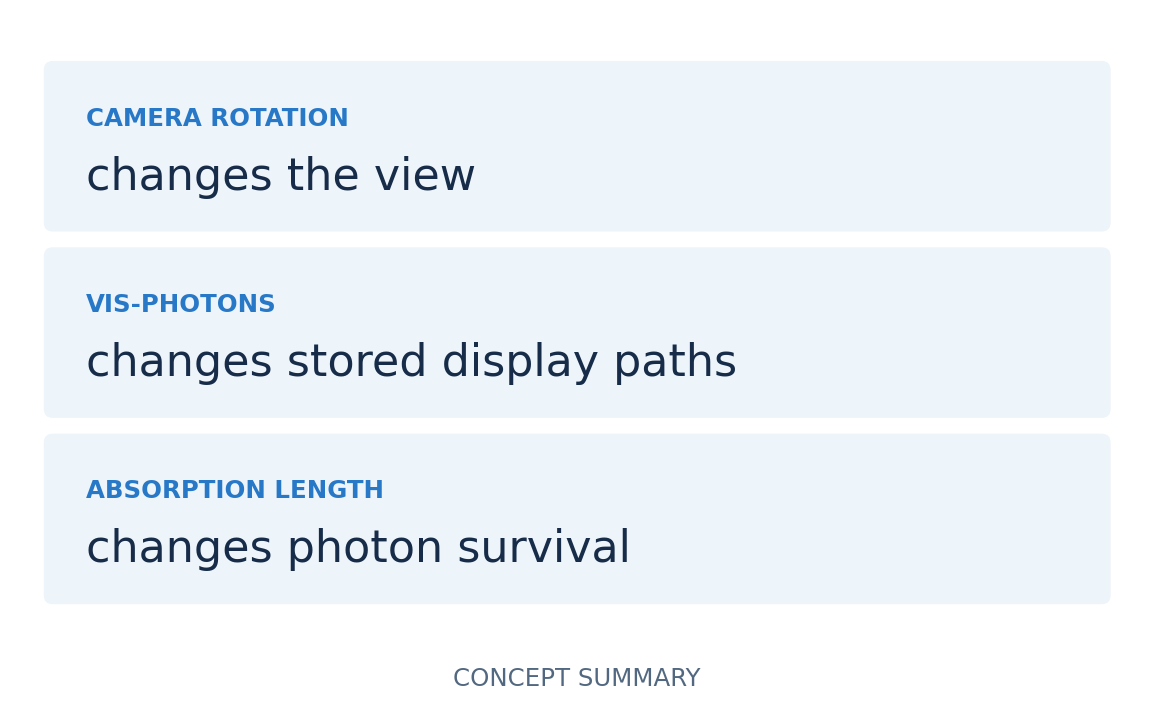 CAMERA ROTATION
changes the view
VIS-PHOTONS
changes stored display paths
ABSORPTION LENGTH
changes photon survival
CONCEPT SUMMARY